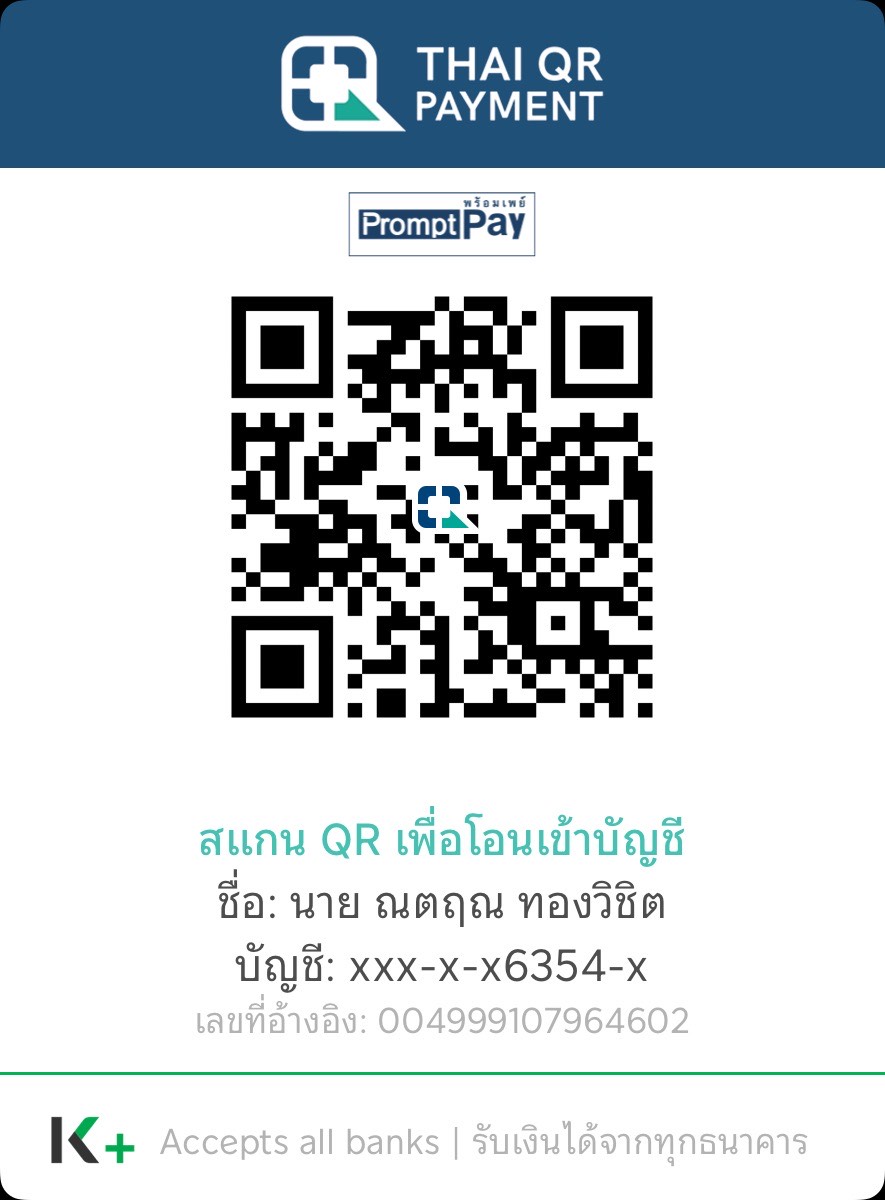 THAI QR
PAYMENT
พร้อมเพย์
PromptPay
สแกน QR เพื่อโอนเข้าบัญชี
ชื่อ: นาย ณตฤณ ทองวิชิต
บัญชี: xxx-x-x6354-x
เลขที่อ้างอิง: 004999107964602
K+ Accepts all banks | รับเงินได้จากทุกธนาคาร